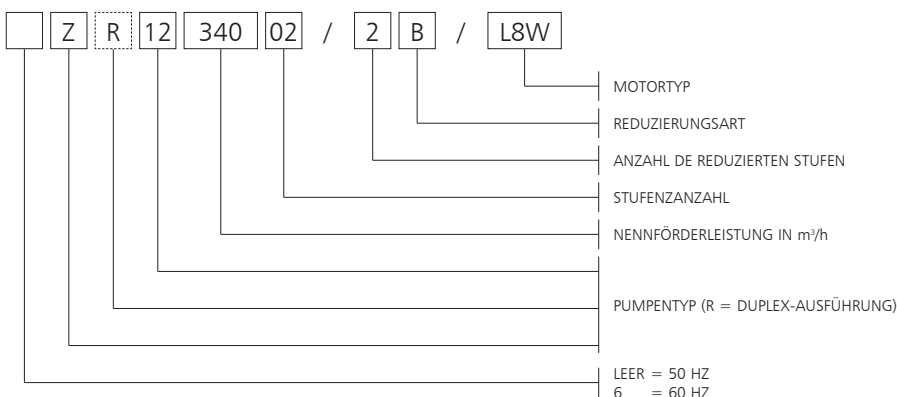 Z R 12 340 02 / 2 B / L8W
MOTORTYP
REDUZIERUNGSART
ANZAHL DE REDUZIERTEN STUFEN
STUFENZANZAHL
NENNFÖRDERLEISTUNG IN m³/h
PUMPENTYP (R = DUPLEX-AUSFÜHRUNG)
LEER = 50 HZ
6 = 60 HZ